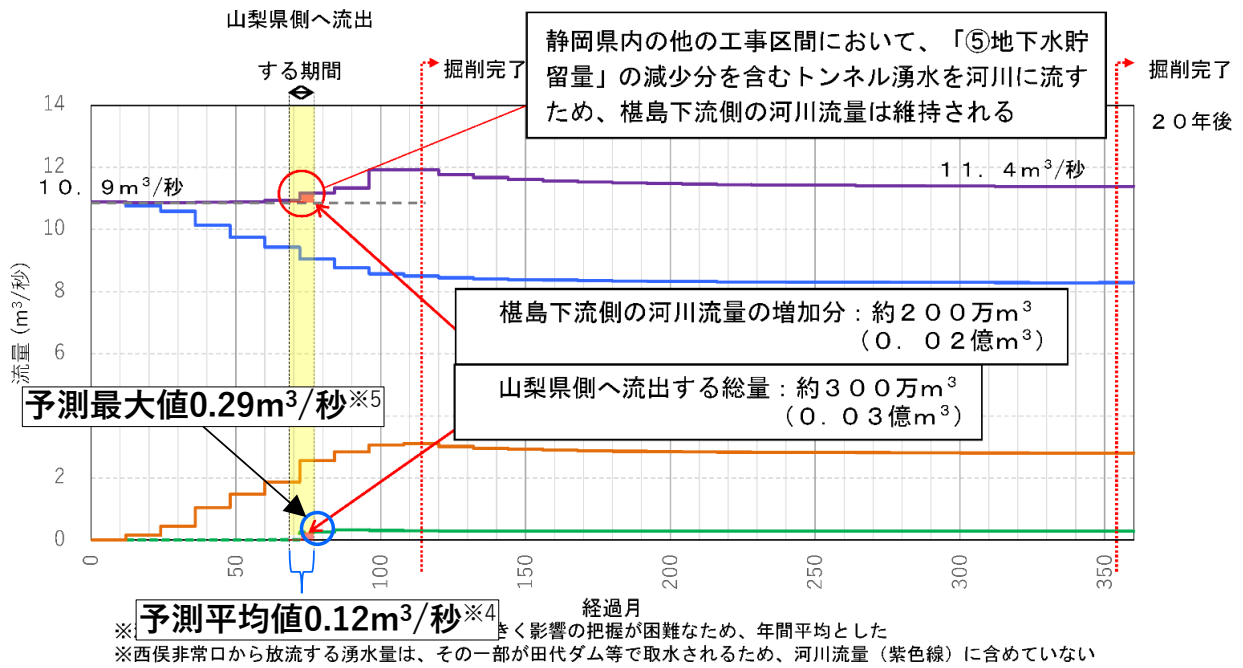 山梨県側へ流出
する期間
掘削完了
静岡県内の他の工事区間において、「⑤地下水貯
留量」の減少分を含むトンネル湧水を河川に流す
ため、椹島下流側の河川流量は維持される
掘削完了
20年後
14
12
10
8
6
4
2
0
流量(m³/秒)
10.9m³/秒
11.4m³/秒
椹島下流側の河川流量の増加分:約200万m³
(0.02億m³)
山梨県側へ流出する総量:約300万m³
(0.03億m³)
予測最大値0.29m³/秒※5
0
50
100
150
200
250
300
350
経過月
予測平均値0.12m³/秒※4
※
きく影響の把握が困難なため、年間平均とした
※西俣非常口から放流する湧水量は、その一部が田代ダム等で取水されるため、河川流量(紫色線)に含めていない